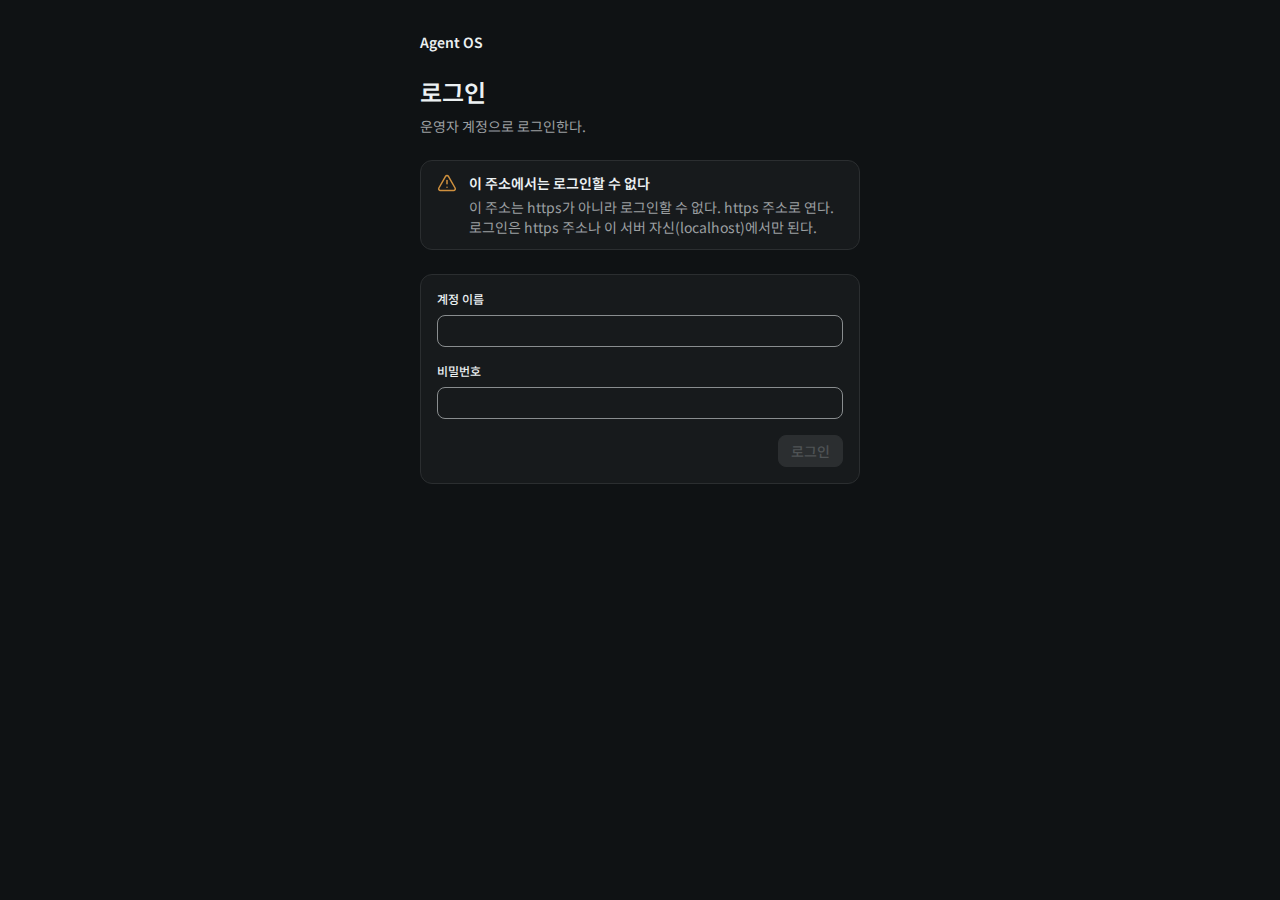 Agent OS
로그인
운영자 계정으로 로그인한다.
이 주소에서는 로그인할 수 없다
이 주소는 https가 아니라 로그인할 수 없다. https 주소로 연다.
로그인은 https 주소나 이 서버 자신(localhost)에서만 된다.
계정 이름
비밀번호
로그인